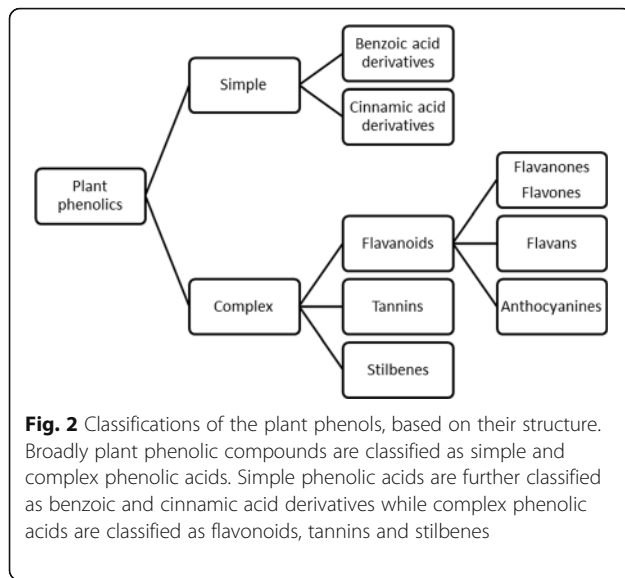 Benzoic acid
derivatives
Simple
Cinnamic acid
derivatives
Plant
phenolics
Flavanones
Flavones
Flavanoids
Flavans
Complex
Tannins
Anthocyanines
Stilbenes
Fig. 2 Classifications of the plant phenols, based on their structure.
Broadly plant phenolic compounds are classified as simple and
complex phenolic acids. Simple phenolic acids are further classified
as benzoic and cinnamic acid derivatives while complex phenolic
acids are classified as flavonoids, tannins and stilbenes